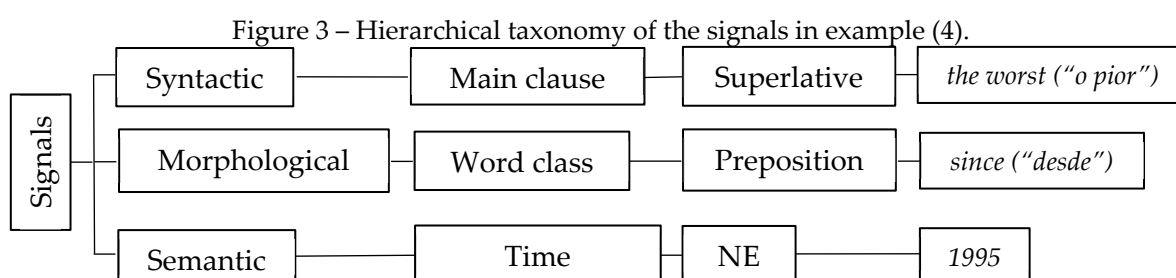 Figure 3 – Hierarchical taxonomy of the signals in example (4).
Signals
Syntactic Main clause Superlative the worst (“o pior”)
Morphological Word class Preposition since (“desde”)
Semantic Time NE 1995